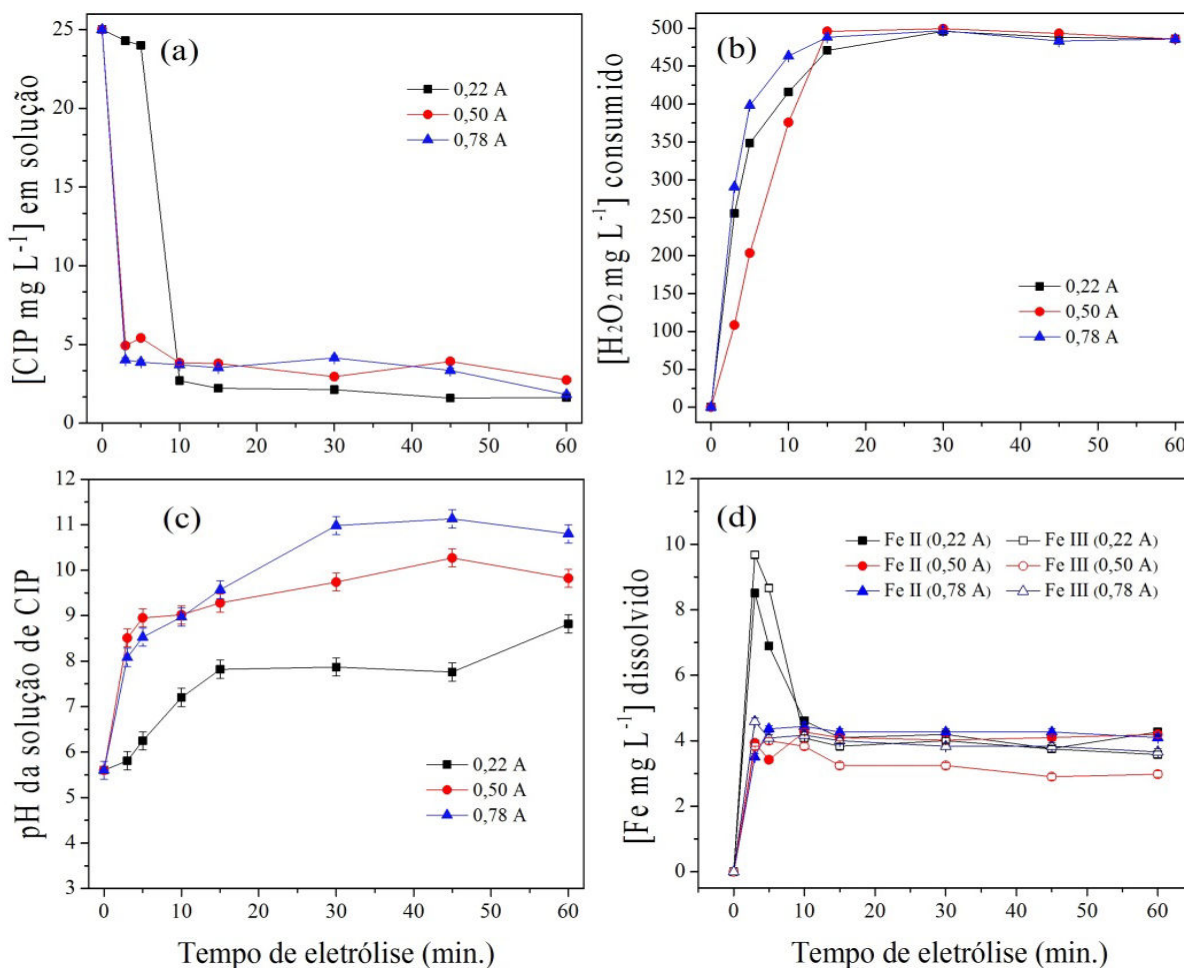 (a)
[CIP mg L⁻¹] em solução
25
20
15
10
5
0
0,22 A
0,50 A
0,78 A
0 10 20 30 40 50 60
(b)
[H₂O₂ mg L⁻¹] consumido
500
450
400
350
300
250
200
150
100
50
0
0,22 A
0,50 A
0,78 A
0 10 20 30 40 50 60
(c)
pH da solução de CIP
12
11
10
9
8
7
6
5
4
3
0,22 A
0,50 A
0,78 A
0 10 20 30 40 50 60
Tempo de eletrólise (min.)
(d)
[Fe mg L⁻¹] dissolvido
12
10
8
6
4
2
0
Fe II (0,22 A) Fe III (0,22 A)
Fe II (0,50 A) Fe III (0,50 A)
Fe II (0,78 A) Fe III (0,78 A)
0 10 20 30 40 50 60
Tempo de eletrólise (min.)